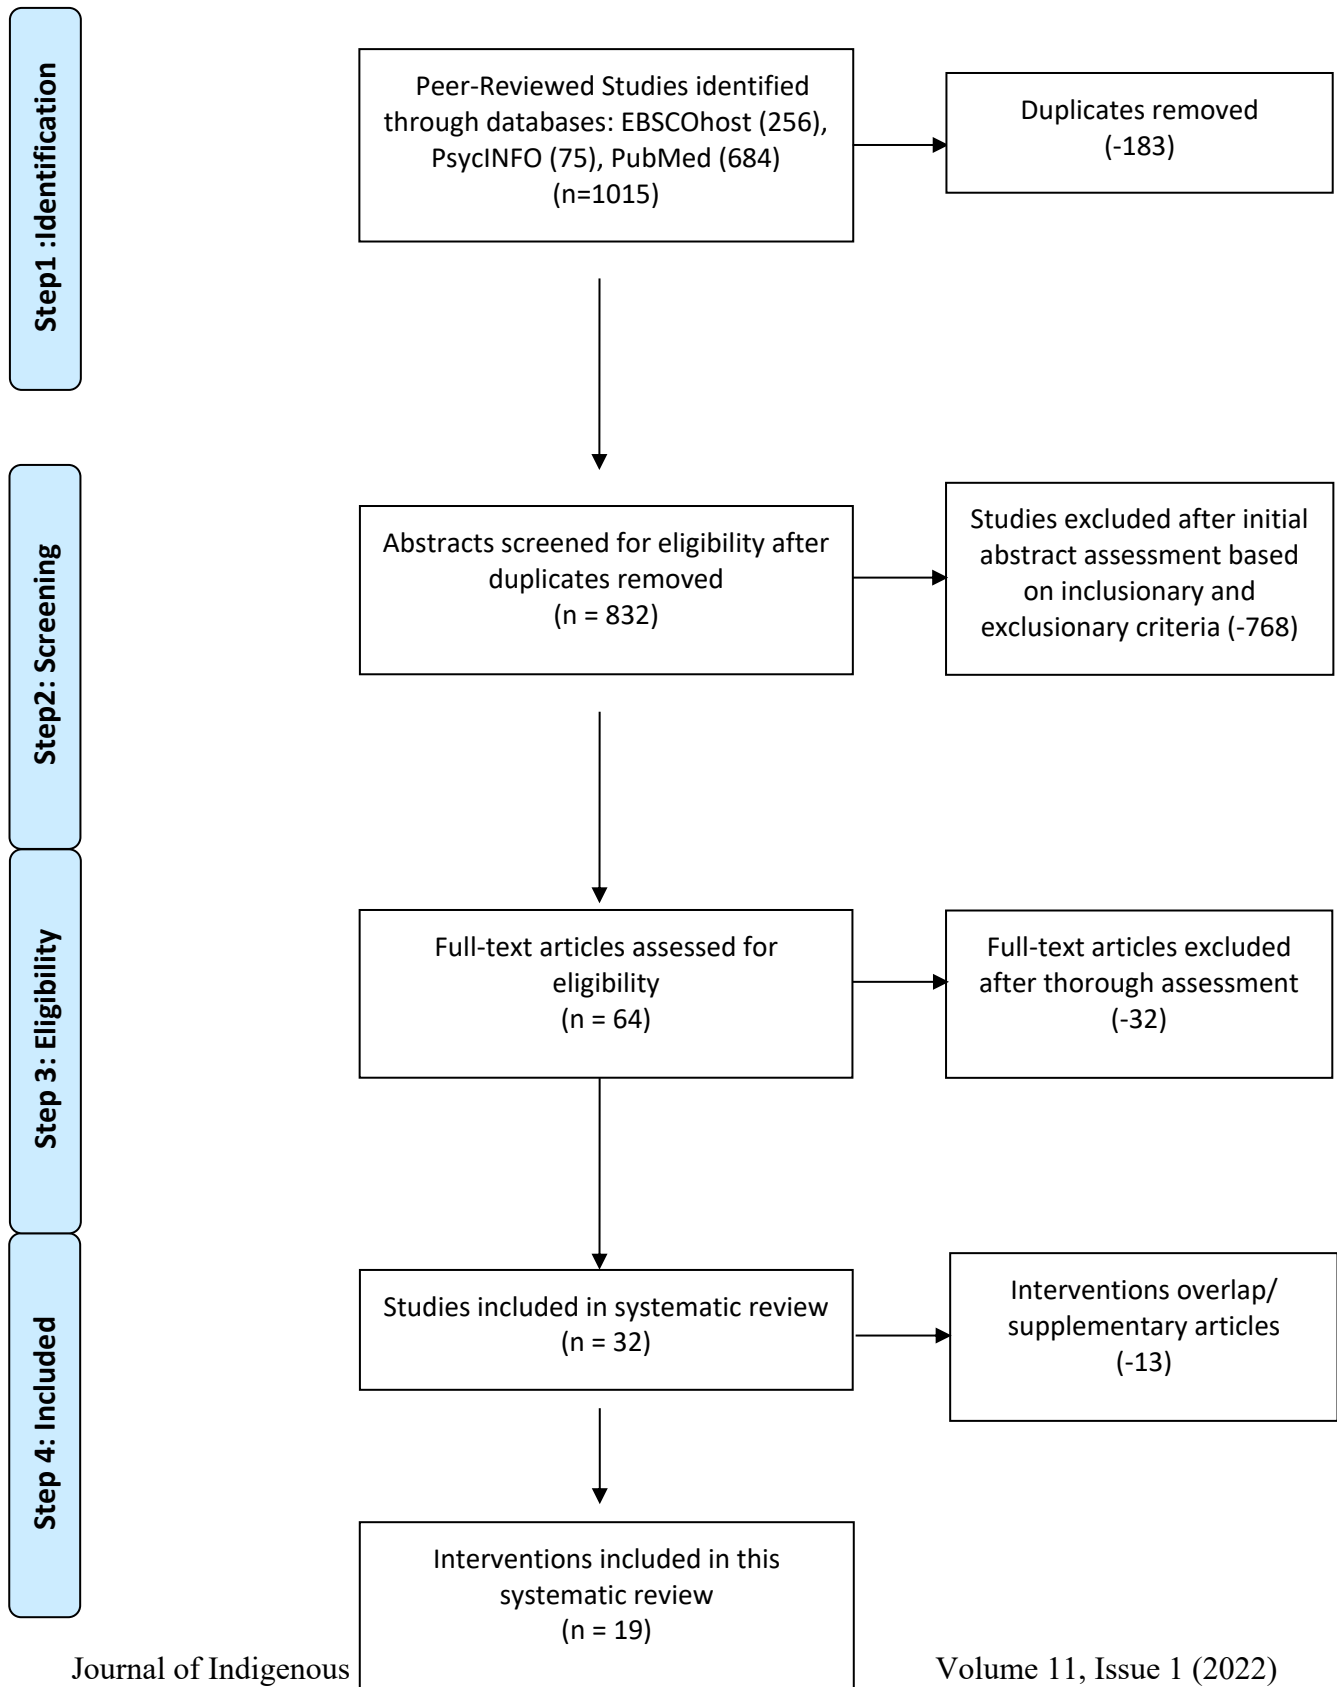 Step1 :Identification
Peer-Reviewed Studies identified
through databases: EBSCOhost (256),
PsycINFO (75), PubMed (684)
(n=1015)
Duplicates removed
(-183)
Step2: Screening
Abstracts screened for eligibility after
duplicates removed
(n = 832)
Studies excluded after initial
abstract assessment based
on inclusionary and
exclusionary criteria (-768)
Step 3: Eligibility
Full-text articles assessed for
eligibility
(n = 64)
Full-text articles excluded
after thorough assessment
(-32)
Step 4: Included
Studies included in systematic review
(n = 32)
Interventions overlap/
supplementary articles
(-13)
Interventions included in this
systematic review
(n = 19)
Journal of Indigenous
Volume 11, Issue 1 (2022)